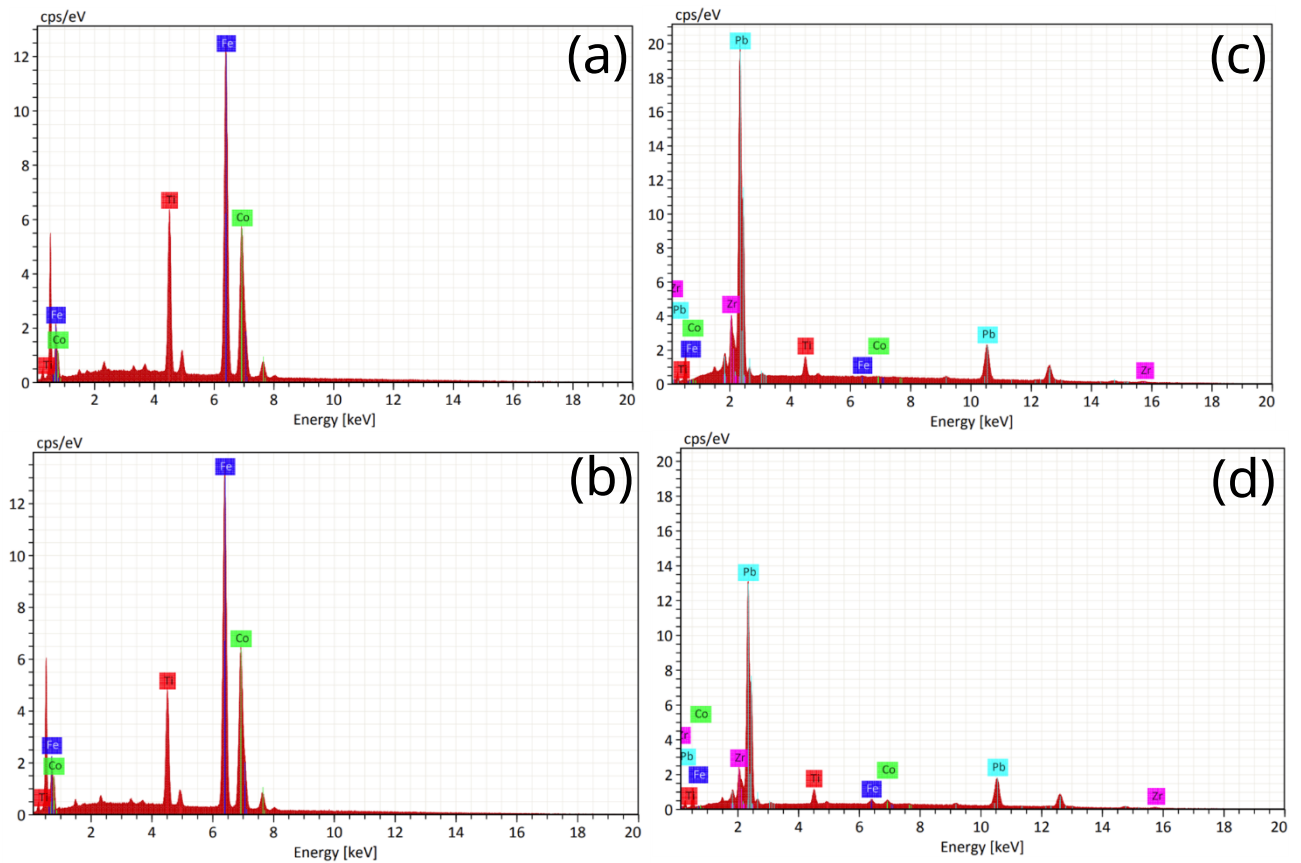 cps/eV
(a)
12
10
8
6
4
2
0
Fe
Ti
Co
Fe
Co
Ti
2 4 6 8 10 12 14 16 18 20
Energy [keV]
cps/eV
(c)
20
18
16
14
12
10
8
6
4
2
0
Pb
Zr
Zr
Pb
Co
Fe
Ti
Ti
Co
Fe
Pb
Zr
2 4 6 8 10 12 14 16 18 20
Energy [keV]
cps/eV
(b)
12
10
8
6
4
2
0
Fe
Co
Ti
Fe
Co
Ti
2 4 6 8 10 12 14 16 18 20
Energy [keV]
cps/eV
(d)
20
18
16
14
12
10
8
6
4
2
0
Pb
Co
Zr
Pb
Fe
Ti
Zr
Ti
Co
Fe
Pb
Zr
2 4 6 8 10 12 14 16 18 20
Energy [keV]